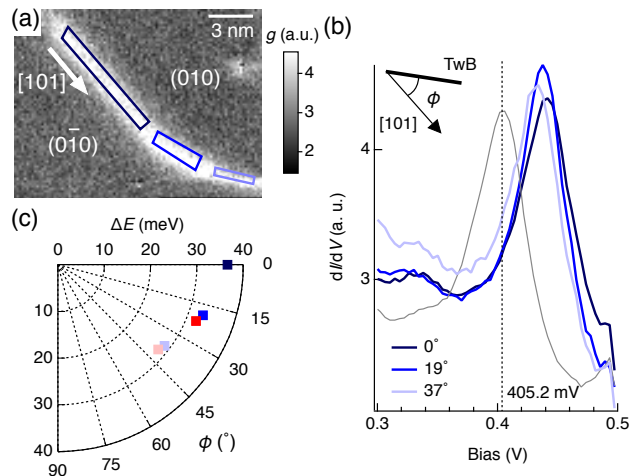 (a)
3 nm
g (a.u.)
[101]
(010)
(01̄0)
4
3
2
(b)
TwB
ϕ
[101]
4
3
dI/dV (a. u.)
0°
19°
37°
405.2 mV
0.3
0.4
0.5
Bias (V)
(c)
ΔE (meV)
0 10 20 30 40
0
10
20
30
40
0
15
30
45
60
75
90
ϕ (°)